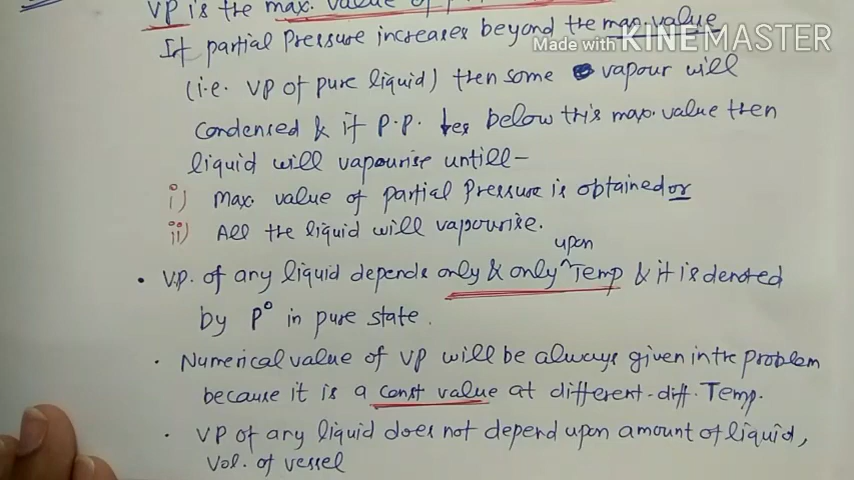 VP is the max. value of
If partial pressure increases beyond the max. value
Made with KINEMASTER
(i.e. VP of pure liquid) then some vapour will
Condensed & if P.P. ↓es below this max. value then
liquid will vapourise untill-
i) Max. value of partial pressure is obtained or
ii) All the liquid will vapourise.
upon
• V.P. of any liquid depends only & only ^ Temp & it is denoted
by P° in pure state.
• Numerical value of VP will be always given in the problem
because it is a const value at different-diff. Temp.
• VP of any liquid does not depend upon amount of liquid,
Vol. of vessel